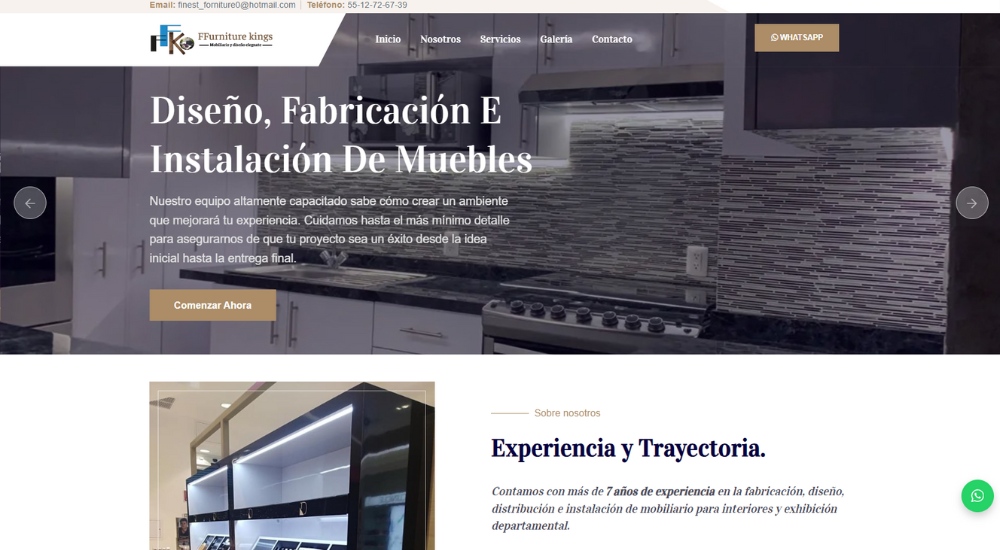 Email: finest_forniture0@hotmail.com | Teléfono: 55-12-72-67-39
FFK
FFurniture kings
Mobiliario y diseño elegante
Inicio Nosotros Servicios Galería Contacto
WHATSAPP
Diseño, Fabricación E
Instalación De Muebles
Nuestro equipo altamente capacitado sabe cómo crear un ambiente
que mejorará tu experiencia. Cuidamos hasta el más mínimo detalle
para asegurarnos de que tu proyecto sea un éxito desde la idea
inicial hasta la entrega final.
Comenzar Ahora
Sobre nosotros
Experiencia y Trayectoria.
Contamos con más de 7 años de experiencia en la fabricación, diseño,
distribución e instalación de mobiliario para interiores y exhibición
departamental.